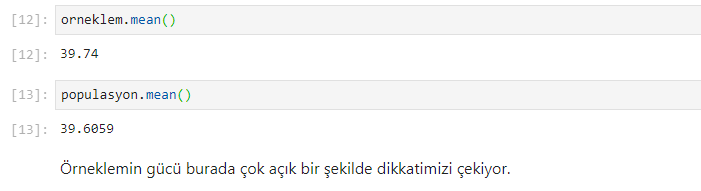 [12]: orneklem.mean()
[12]: 39.74
[13]: populasyon.mean()
[13]: 39.6059
Örneklemin gücü burada çok açık bir şekilde dikkatimizi çekiyor.